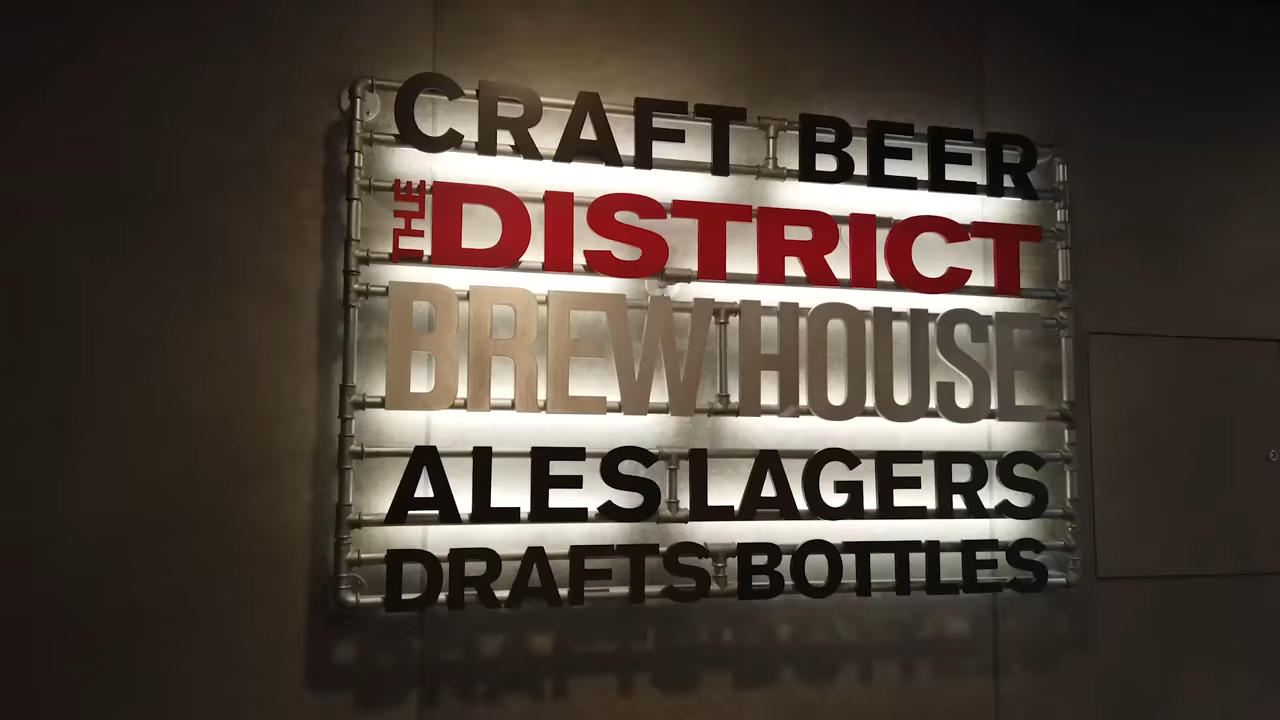 CRAFT BEER
THE DISTRICT
BREWHOUSE
ALES LAGERS
DRAFTS BOTTLES